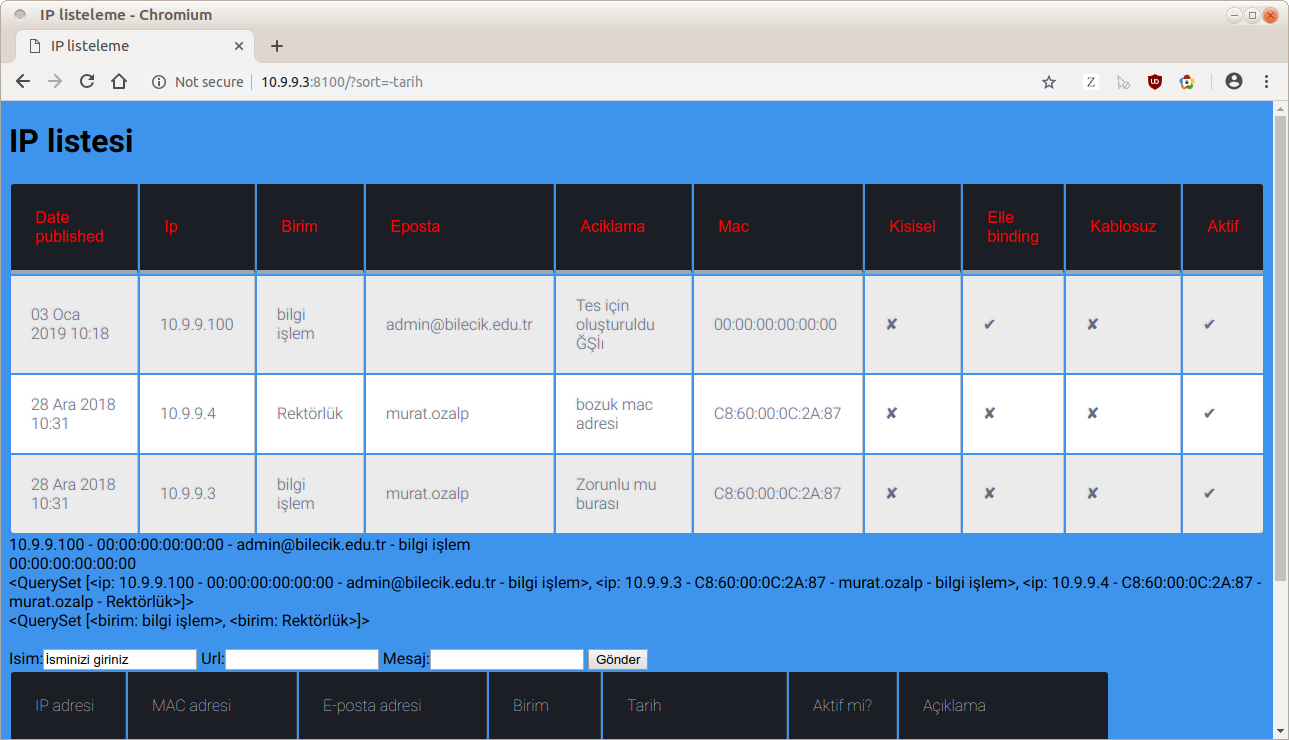 IP listeleme - Chromium
IP listeleme
Not secure 10.9.9.3:8100/?sort=-tarih
Z
IP listesi
Date published Ip Birim Eposta Aciklama Mac Kisisel Elle binding Kablosuz Aktif
03 Oca 2019 10:18 10.9.9.100 bilgi işlem admin@bilecik.edu.tr Tes için oluşturuldu ĞŞİı 00:00:00:00:00:00 ✘ ✔ ✘ ✔
28 Ara 2018 10:31 10.9.9.4 Rektörlük murat.ozalp bozuk mac adresi C8:60:00:0C:2A:87 ✘ ✘ ✘ ✔
28 Ara 2018 10:31 10.9.9.3 bilgi işlem murat.ozalp Zorunlu mu burası C8:60:00:0C:2A:87 ✘ ✘ ✘ ✔
10.9.9.100 - 00:00:00:00:00:00 - admin@bilecik.edu.tr - bilgi işlem
00:00:00:00:00:00
<QuerySet [<ip: 10.9.9.100 - 00:00:00:00:00:00 - admin@bilecik.edu.tr - bilgi işlem>, <ip: 10.9.9.3 - C8:60:00:0C:2A:87 - murat.ozalp - bilgi işlem>, <ip: 10.9.9.4 - C8:60:00:0C:2A:87 -
murat.ozalp - Rektörlük>]>
<QuerySet [<birim: bilgi işlem>, <birim: Rektörlük>]>
Isim: İsminizi giriniz Url: Mesaj: Gönder
IP adresi MAC adresi E-posta adresi Birim Tarih Aktif mi? Açıklama